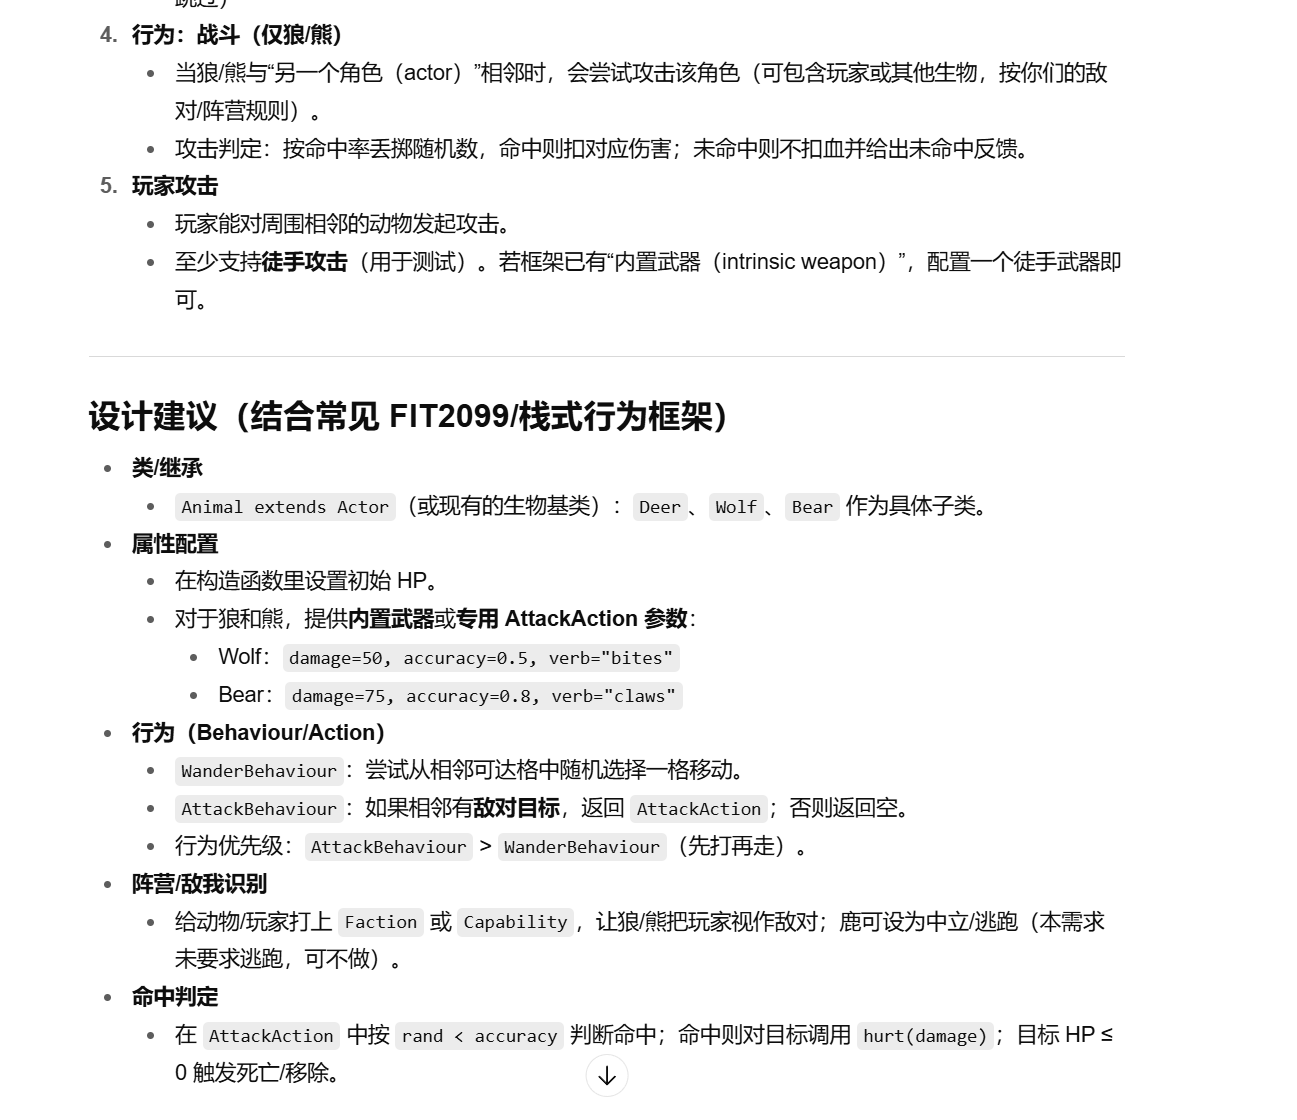 跳过）
4. 行为：战斗（仅狼/熊）
• 当狼/熊与“另一个角色（actor）”相邻时，会尝试攻击该角色（可包含玩家或其他生物，按你们的敌
对/阵营规则）。
• 攻击判定：按命中率丢掷随机数，命中则扣对应伤害；未命中则不扣血并给出未命中反馈。
5. 玩家攻击
• 玩家能对周围相邻的动物发起攻击。
• 至少支持徒手攻击（用于测试）。若框架已有“内置武器（intrinsic weapon）”，配置一个徒手武器即
可。
设计建议（结合常见 FIT2099/栈式行为框架）
• 类/继承
• Animal extends Actor（或现有的生物基类）：Deer、Wolf、Bear 作为具体子类。
• 属性配置
• 在构造函数里设置初始 HP。
• 对于狼和熊，提供内置武器或专用 AttackAction 参数：
• Wolf：damage=50, accuracy=0.5, verb="bites"
• Bear：damage=75, accuracy=0.8, verb="claws"
• 行为（Behaviour/Action）
• WanderBehaviour：尝试从相邻可达格中随机选择一格移动。
• AttackBehaviour：如果相邻有敌对目标，返回 AttackAction；否则返回空。
• 行为优先级：AttackBehaviour > WanderBehaviour（先打再走）。
• 阵营/敌我识别
• 给动物/玩家打上 Faction 或 Capability，让狼/熊把玩家视作敌对；鹿可设为中立/逃跑（本需求
未要求逃跑，可不做）。
• 命中判定
• 在 AttackAction 中按 rand < accuracy 判断命中；命中则对目标调用 hurt(damage)；目标 HP ≤
0 触发死亡/移除。